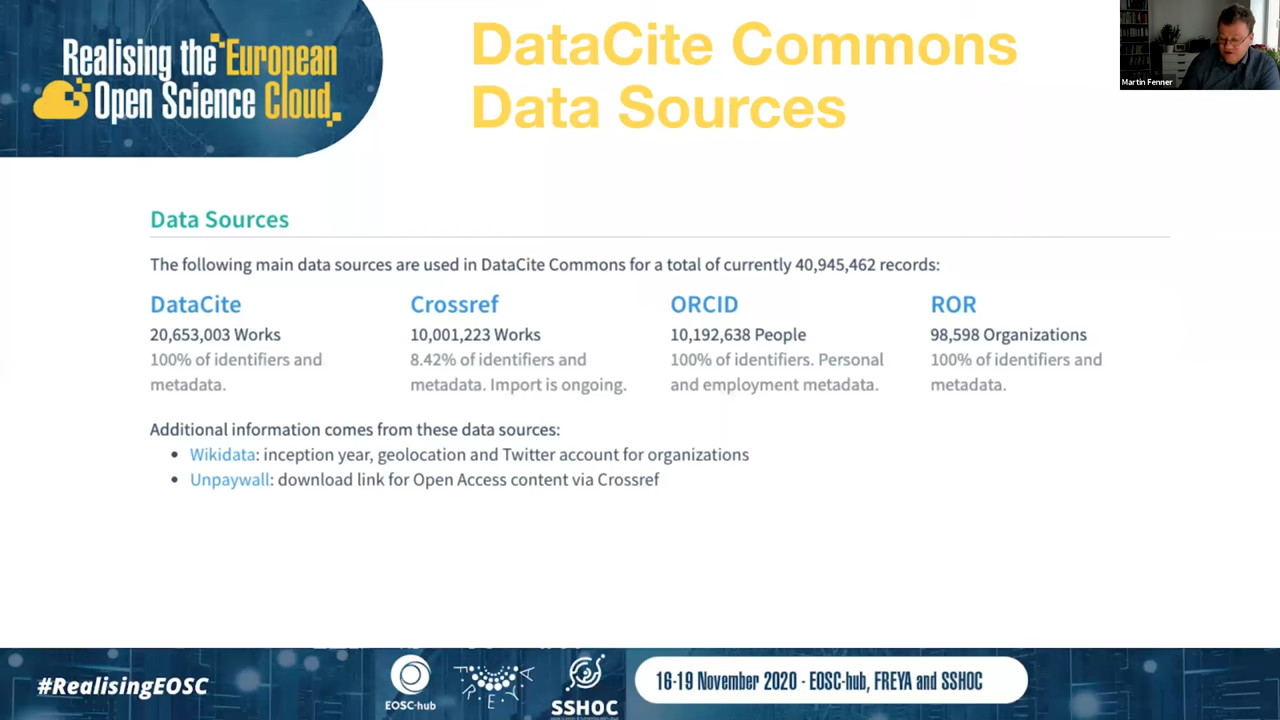 Realising the European
Open Science Cloud
DataCite Commons
Data Sources
Martin Fenner
Data Sources
The following main data sources are used in DataCite Commons for a total of currently 40,945,462 records:
DataCite
20,653,003 Works
100% of identifiers and
metadata.
Crossref
10,001,223 Works
8.42% of identifiers and
metadata. Import is ongoing.
ORCID
10,192,638 People
100% of identifiers. Personal
and employment metadata.
ROR
98,598 Organizations
100% of identifiers and
metadata.
Additional information comes from these data sources:
• Wikidata: inception year, geolocation and Twitter account for organizations
• Unpaywall: download link for Open Access content via Crossref
#RealisingEOSC
EOSC-hub
FREYA
SSHOC
16-19 November 2020 - EOSC-hub, FREYA and SSHOC